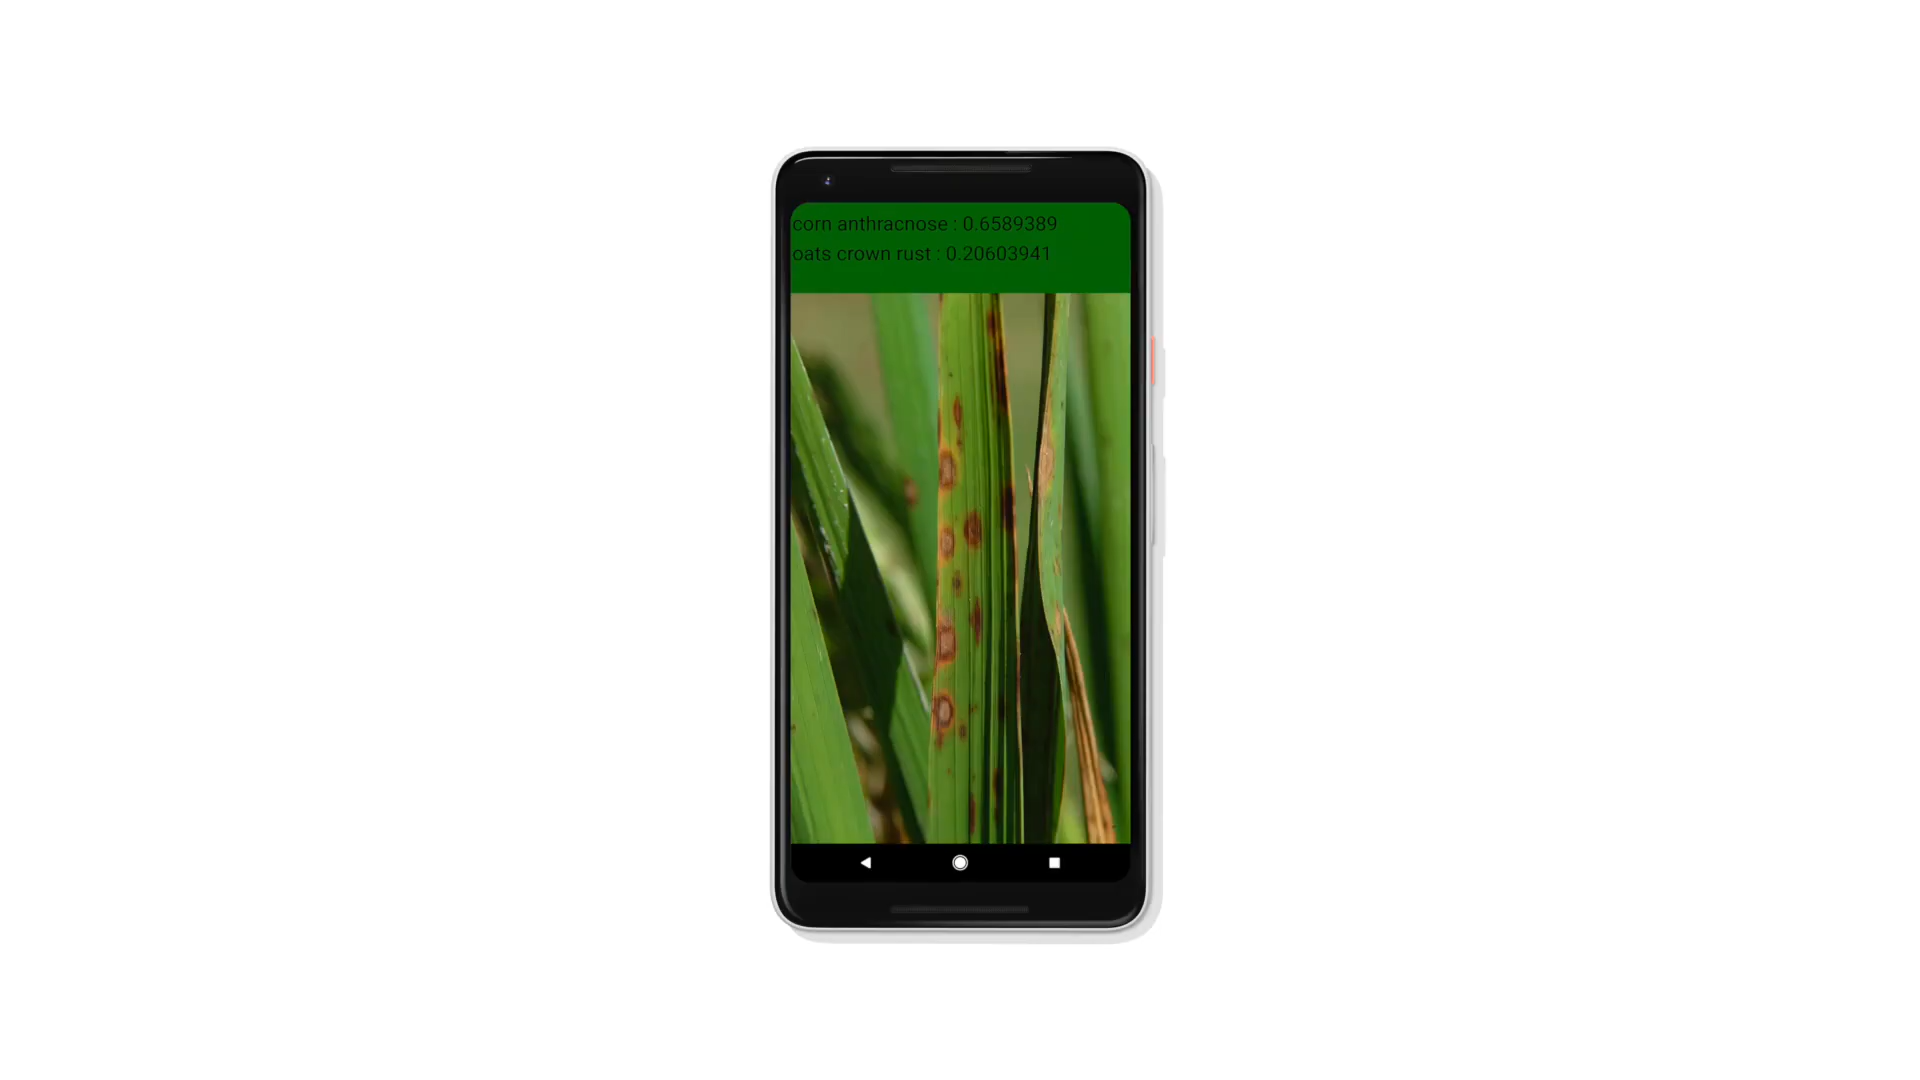 corn anthracnose : 0.6589389
oats crown rust : 0.20603941